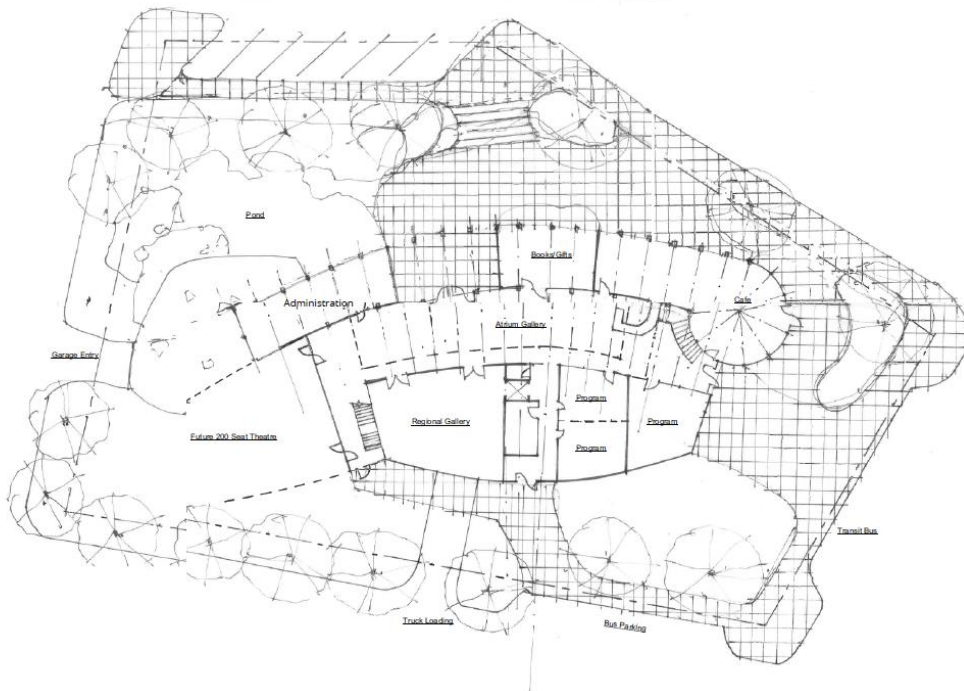 Pond
Books/Gifts
Administration
Cafe
Atrium Gallery
Garage Entry
Program
Regional Gallery
Program
Future 200 Seat Theatre
Program
Transit Bus
Truck Loading
Bus Parking